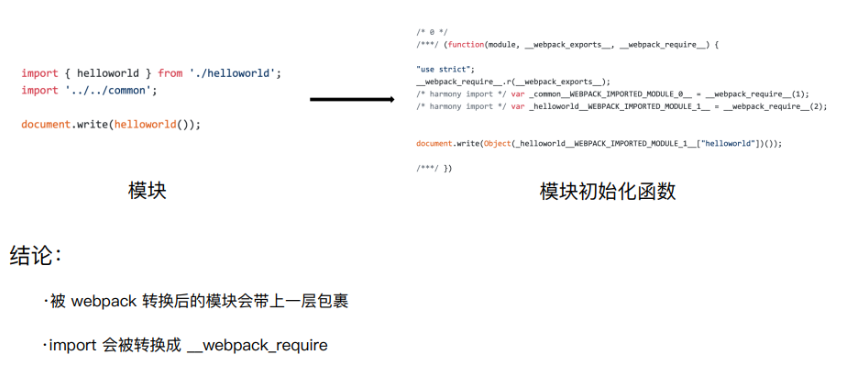 import { helloworld } from './helloworld';
import '../../common';
document.write(helloworld());
模块
/* 0 */
/***/ (function(module, __webpack_exports__, __webpack_require__) {
"use strict";
__webpack_require__.r(__webpack_exports__);
/* harmony import */ var _common__WEBPACK_IMPORTED_MODULE_0__ = __webpack_require__(1);
/* harmony import */ var _helloworld__WEBPACK_IMPORTED_MODULE_1__ = __webpack_require__(2);
document.write(Object(_helloworld__WEBPACK_IMPORTED_MODULE_1__["helloworld"])());
/***/ })
模块初始化函数
结论：
·被 webpack 转换后的模块会带上一层包裹
·import 会被转换成 __webpack_require